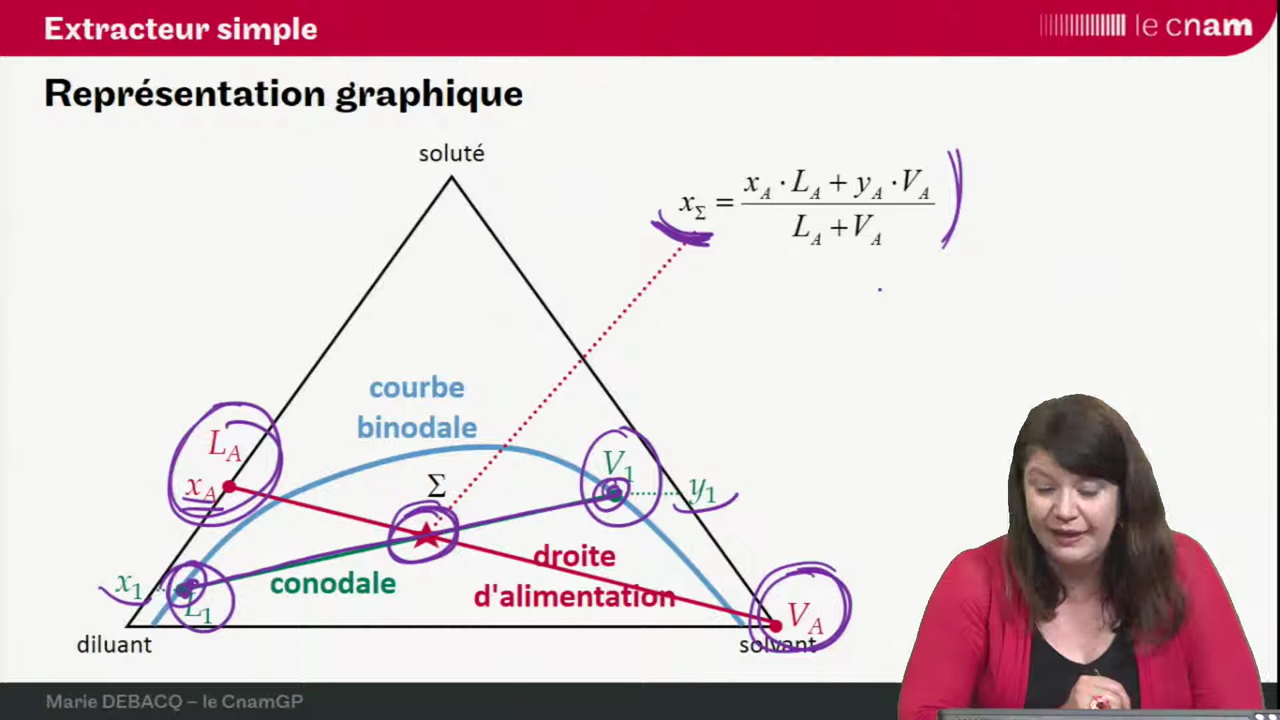 Extracteur simple
le cnam
Représentation graphique
soluté
x_Σ = (x_A · L_A + y_A · V_A) / (L_A + V_A)
courbe
binodale
L_A
x_A
Σ
V_1
y_1
droite
d'alimentation
conodale
x_1
L_1
V_A
diluant
solvant
Marie DEBACQ – le CnamGP